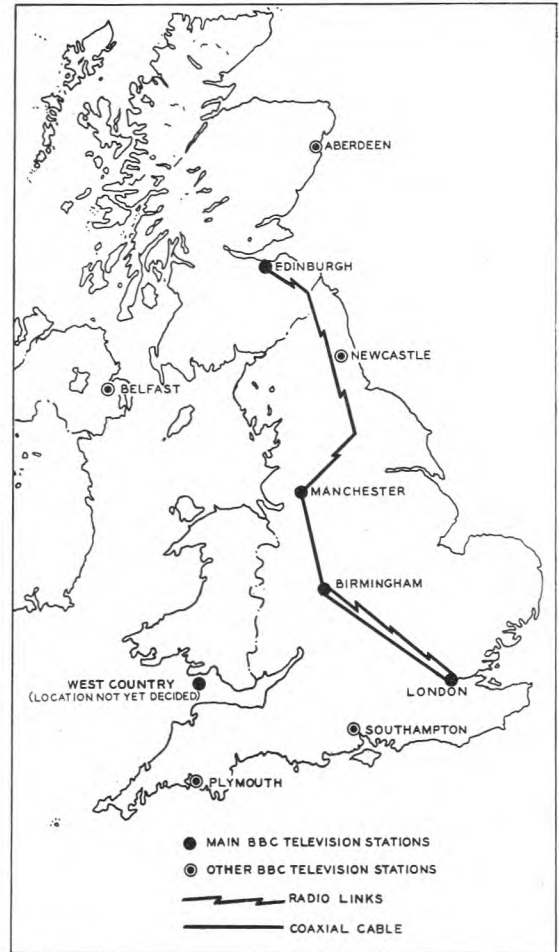 ABERDEEN
EDINBURGH
NEWCASTLE
BELFAST
MANCHESTER
BIRMINGHAM
WEST COUNTRY
(LOCATION NOT YET DECIDED)
LONDON
SOUTHAMPTON
PLYMOUTH
MAIN BBC TELEVISION STATIONS
OTHER BBC TELEVISION STATIONS
RADIO LINKS
COAXIAL CABLE